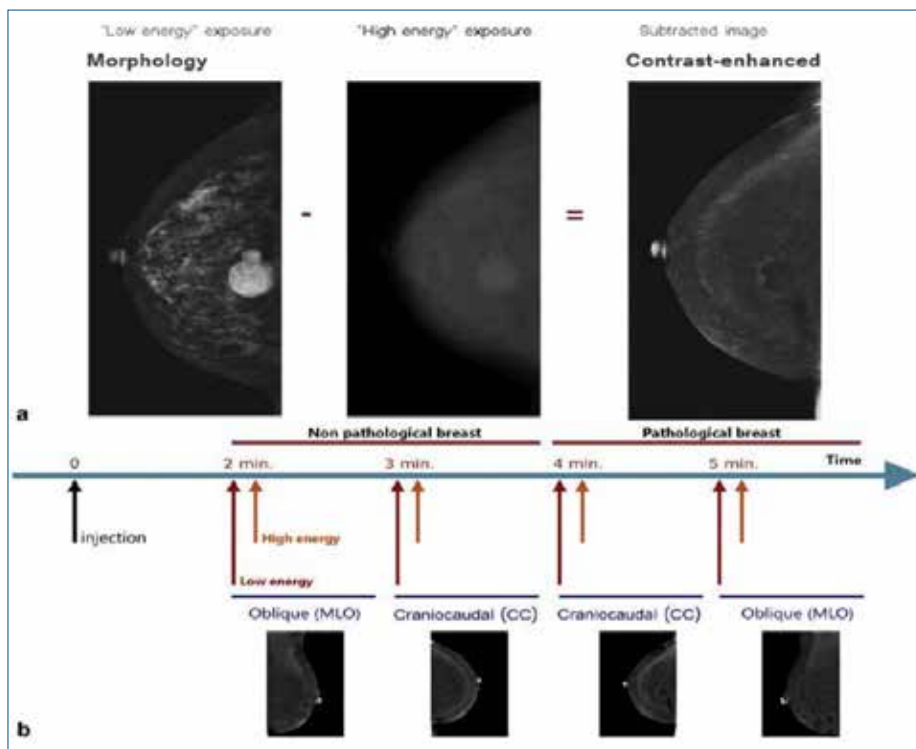 "Low energy" exposure "High energy" exposure Subtracted image
Morphology Contrast-enhanced
- =
a
Non pathological breast Pathological breast
0 2 min. 3 min. 4 min. 5 min. Time
injection High energy
Low energy
Oblique (MLO) Craniocaudal (CC) Craniocaudal (CC) Oblique (MLO)
b